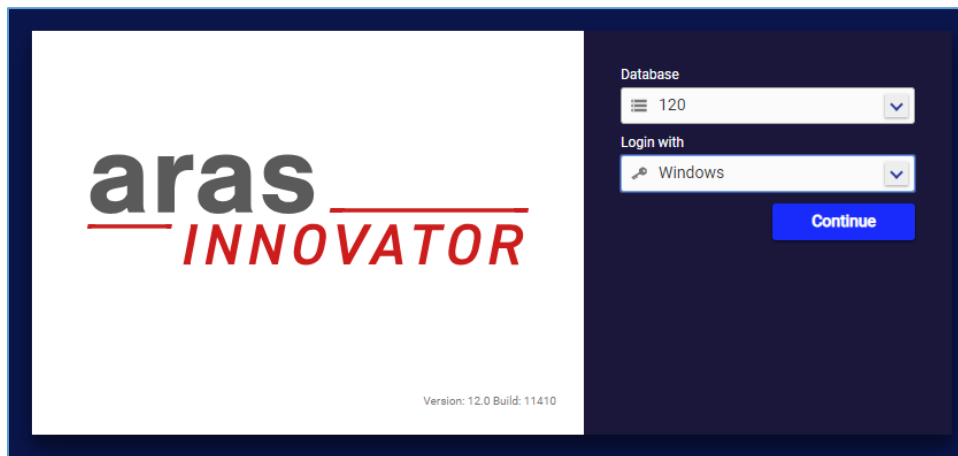 aras
INNOVATOR
Version: 12.0 Build: 11410
Database
120
Login with
Windows
Continue